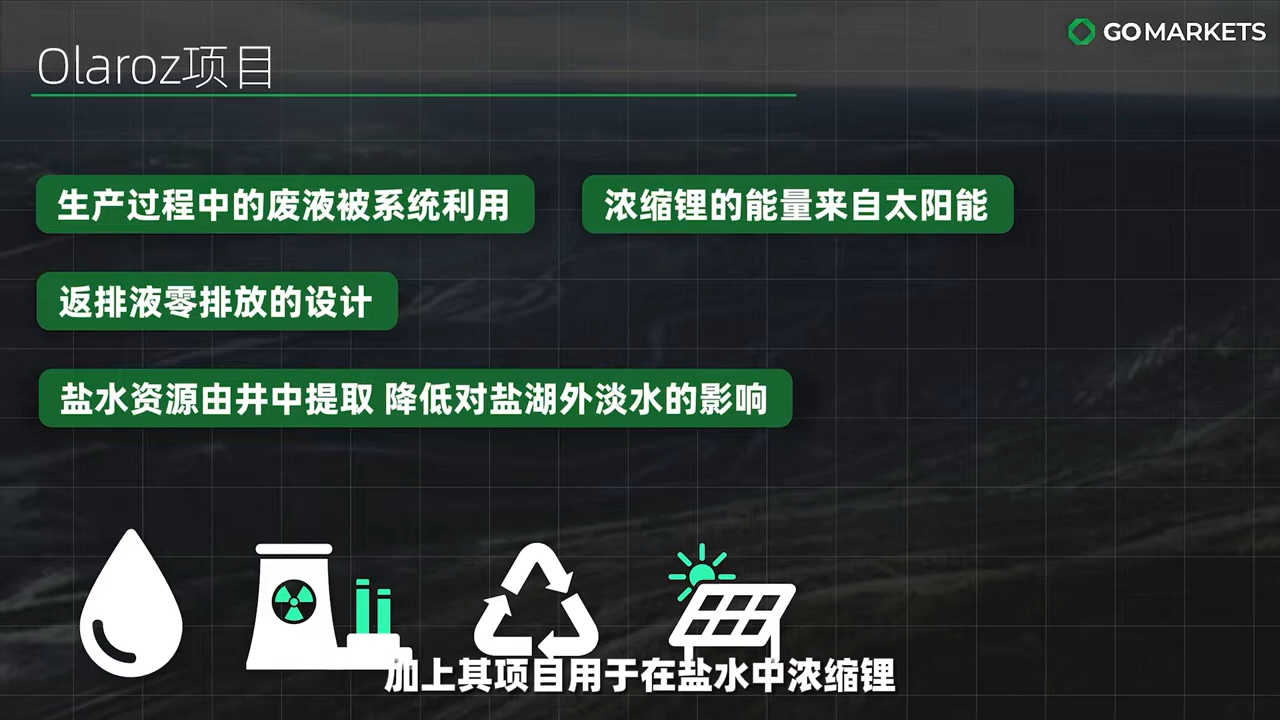 GO MARKETS
Olaroz项目
生产过程中的废液被系统利用
浓缩锂的能量来自太阳能
返排液零排放的设计
盐水资源由井中提取 降低对盐湖外淡水的影响
加上其项目用于在盐水中浓缩锂